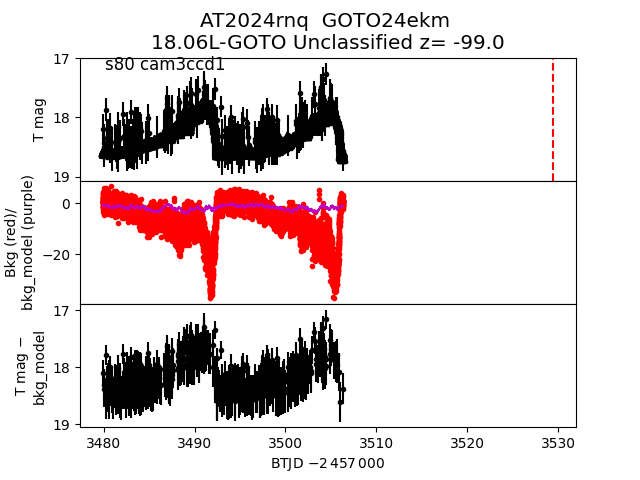 AT2024rnq  GOTO24ekm
18.06L-GOTO Unclassified z= -99.0
s80 cam3ccd1
T mag
17
18
19
Bkg (red)/
bkg_model (purple)
0
−20
T mag −
bkg_model
17
18
19
3480 3490 3500 3510 3520 3530
BTJD −2 457 000